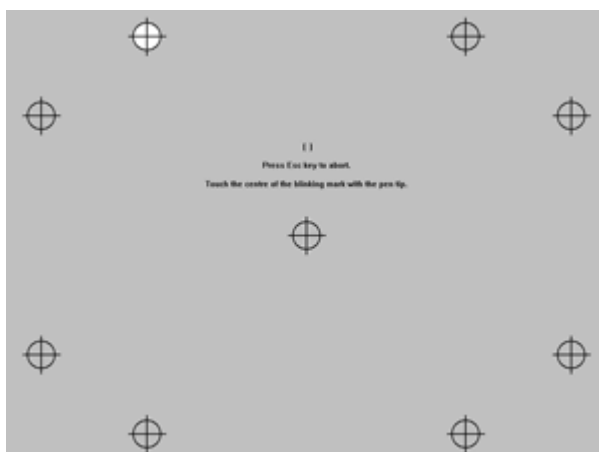 [ ]
Press Esc key to abort.
Touch the centre of the blinking mark with the pen tip.